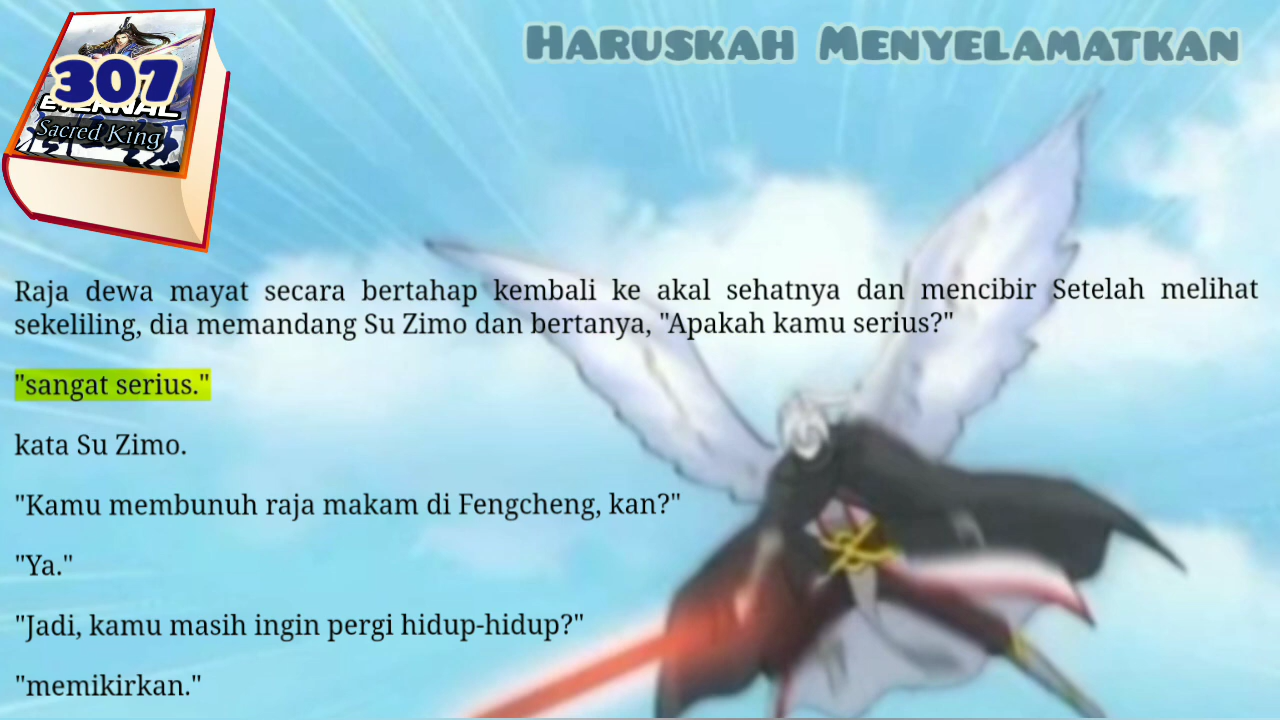 Haruskah Menyelamatkan
307
ETERNAL
Sacred King
Raja dewa mayat secara bertahap kembali ke akal sehatnya dan mencibir Setelah melihat
sekeliling, dia memandang Su Zimo dan bertanya, "Apakah kamu serius?"
"sangat serius."
kata Su Zimo.
"Kamu membunuh raja makam di Fengcheng, kan?"
"Ya."
"Jadi, kamu masih ingin pergi hidup-hidup?"
"memikirkan."